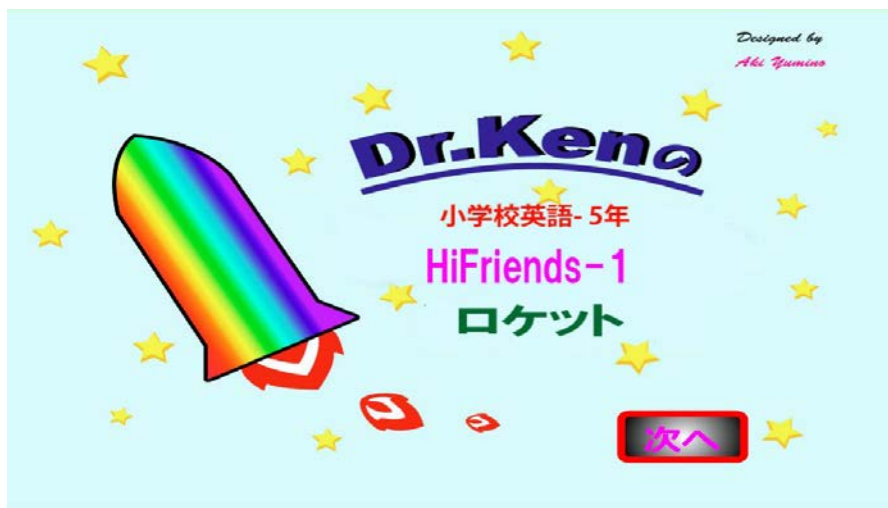 Designed by
Aki Yumino
Dr.Kenの
小学校英語- 5年
HiFriends-1
ロケット
次へ